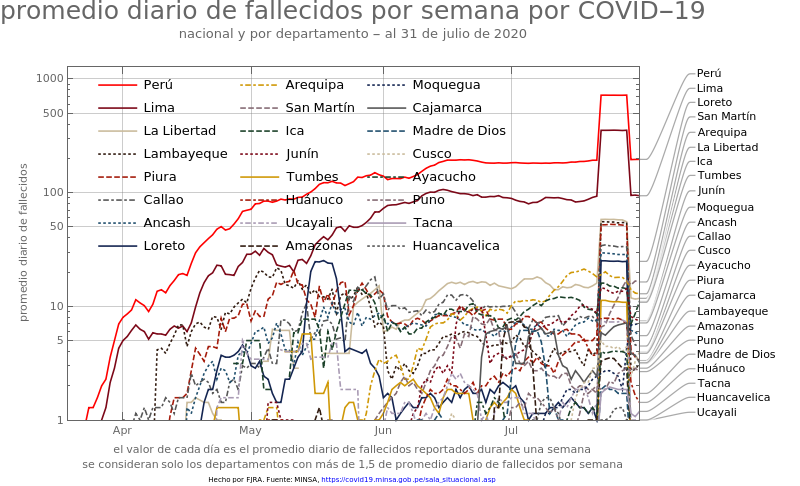 promedio diario de fallecidos por semana por COVID−19
nacional y por departamento – al 31 de julio de 2020
promedio diario de fallecidos
1000
500
100
50
10
5
1
Apr
May
Jun
Jul
Perú
Lima
La Libertad
Lambayeque
Piura
Callao
Ancash
Loreto
Arequipa
San Martín
Ica
Junín
Tumbes
Huánuco
Ucayali
Amazonas
Moquegua
Cajamarca
Madre de Dios
Cusco
Ayacucho
Puno
Tacna
Huancavelica
Perú
Lima
Loreto
San Martín
Arequipa
La Libertad
Ica
Tumbes
Junín
Moquegua
Ancash
Callao
Cusco
Ayacucho
Piura
Cajamarca
Lambayeque
Amazonas
Puno
Madre de Dios
Huánuco
Tacna
Huancavelica
Ucayali
el valor de cada día es el promedio diario de fallecidos reportados durante una semana
se consideran solo los departamentos con más de 1,5 de promedio diario de fallecidos por semana
Hecho por FJRA. Fuente: MINSA, https://covid19.minsa.gob.pe/sala_situacional.asp